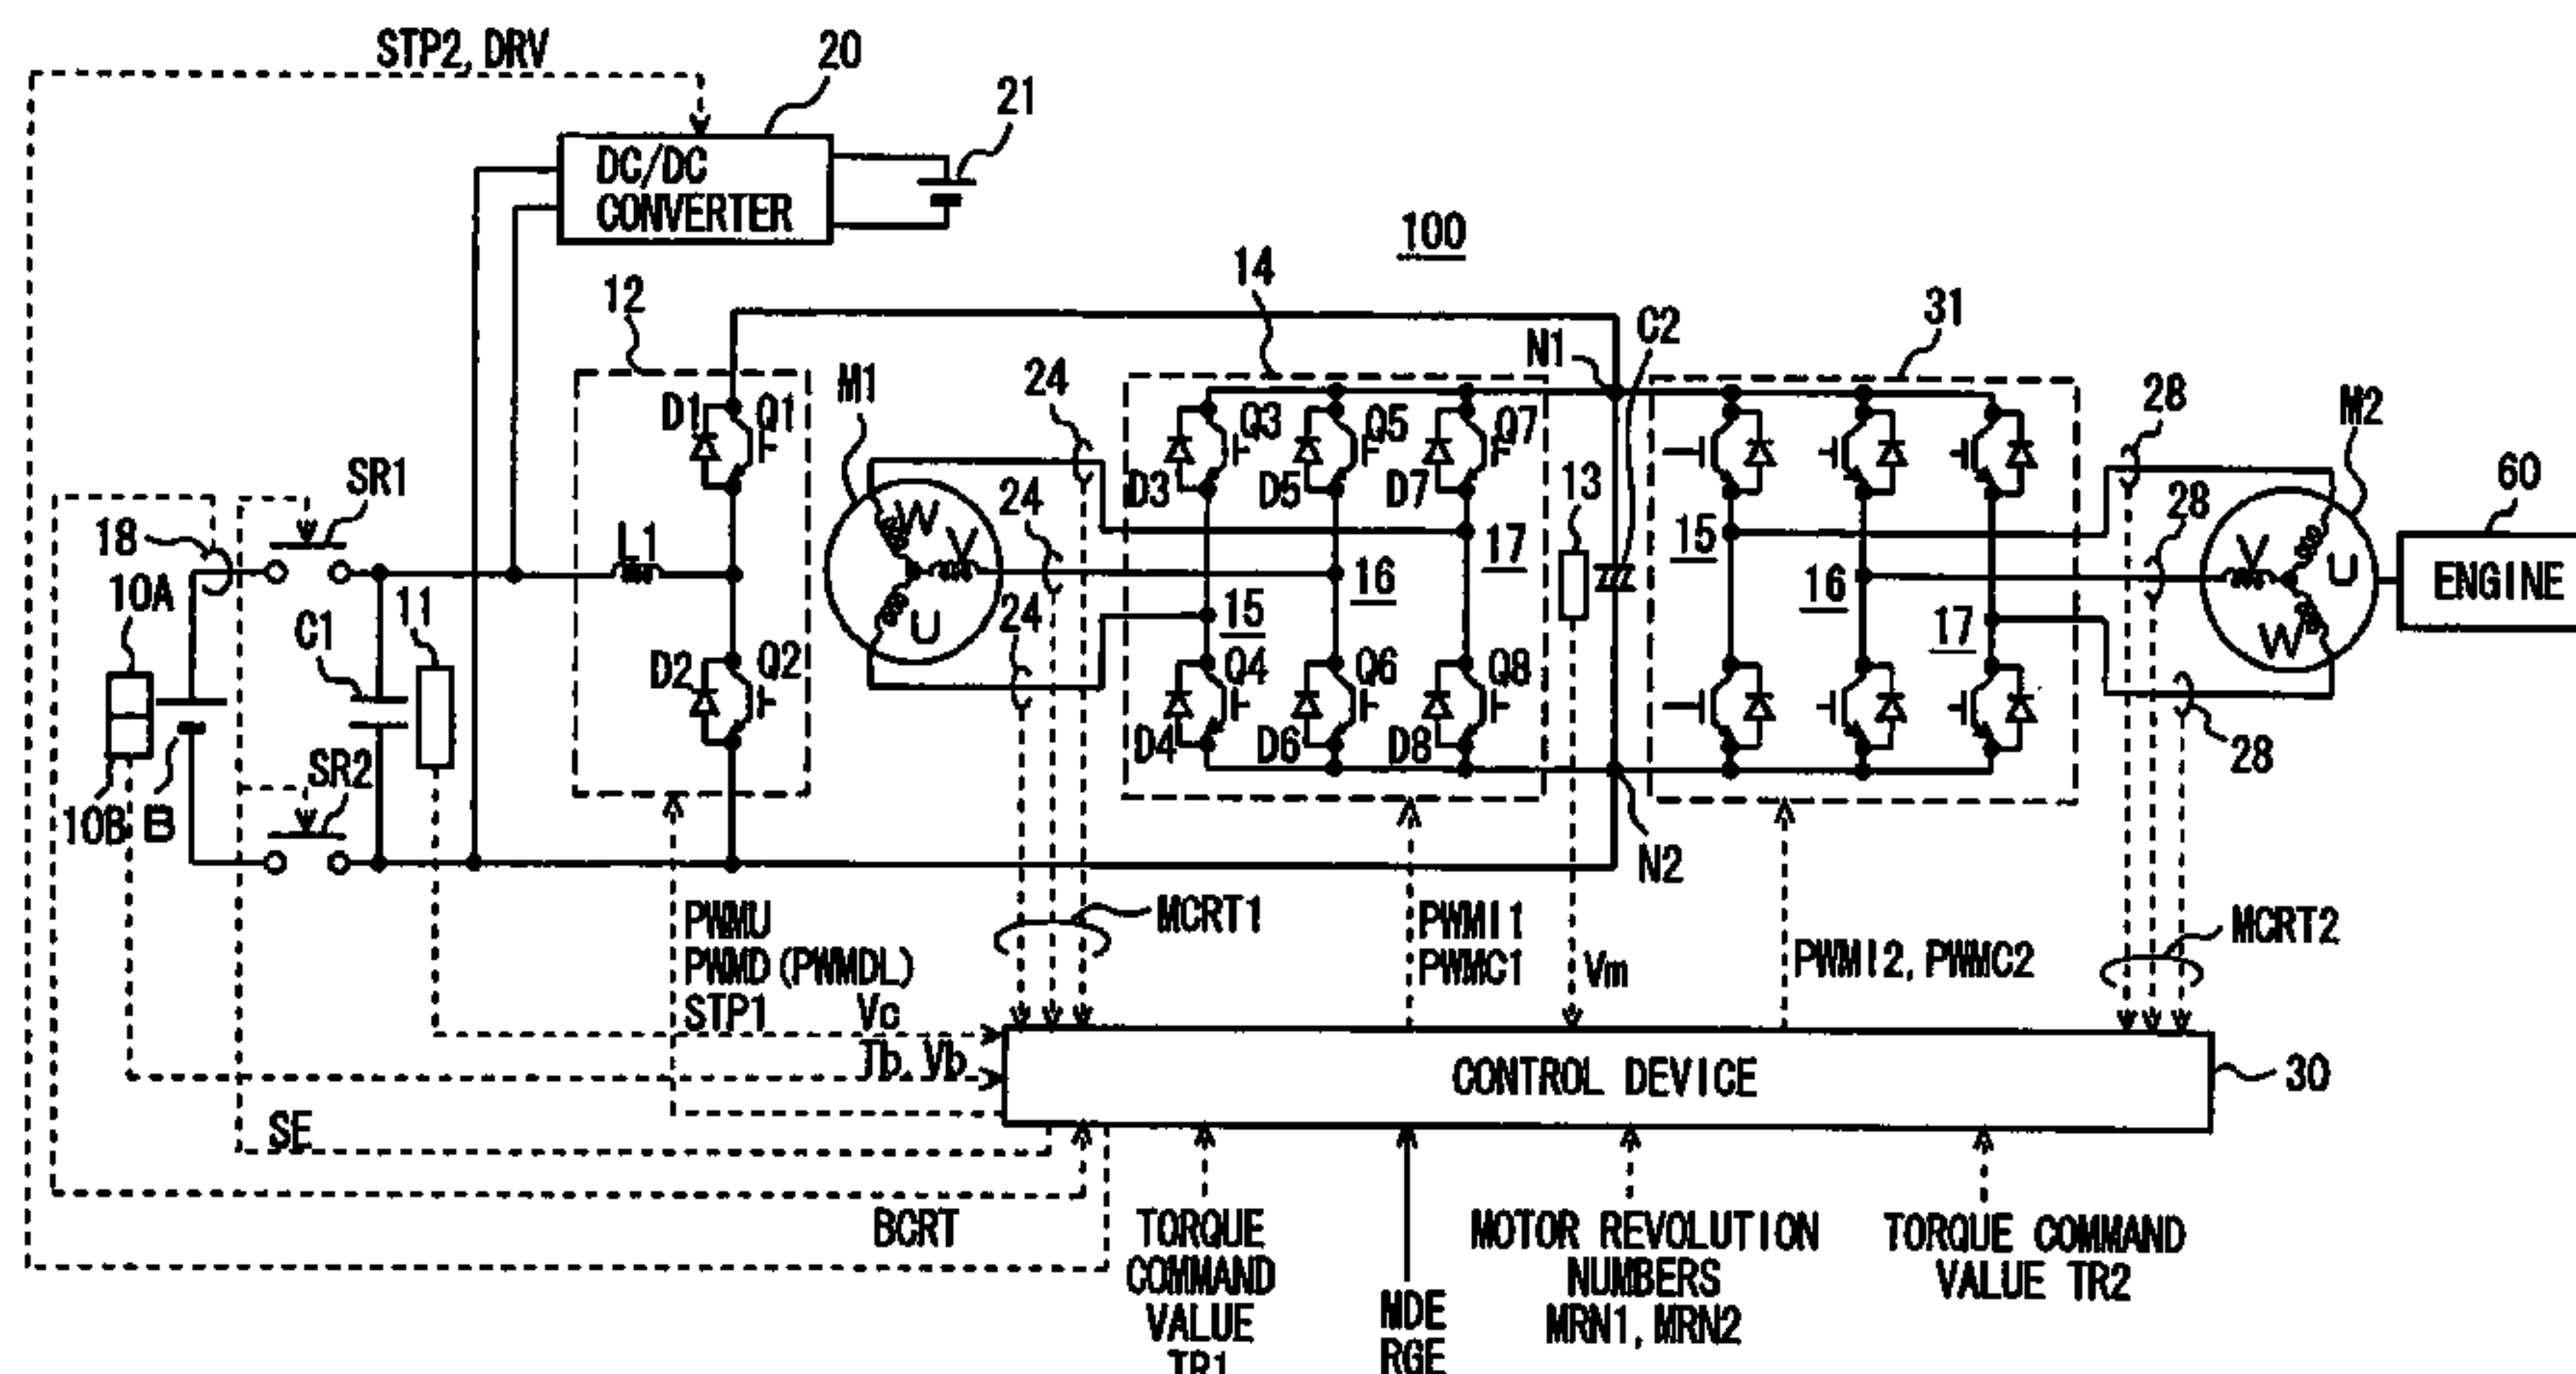 STP2, DRV
20
21
DC/DC
CONVERTER
100
12
14
31
N1
C2
M1
24
28
M2
D1
Q1
Q3
Q5
Q7
SR1
D3
D5
D7
13
60
18
L1
W
V
U
24
28
10A
C1
11
15
16
17
15
16
17
V
U
W
ENGINE
24
D2
Q2
Q4
Q6
Q8
D4
D6
D8
28
10B
B
SR2
N2
PWMU
PWMD (PWMDL)
STP1
MCRT1
PWMI1
PWMC1
Vm
PWMI2, PWMC2
MCRT2
Vc
Tb, Vb
CONTROL DEVICE
30
SE
BCRT
TORQUE
COMMAND
VALUE
TR1
MDE
RGE
MOTOR REVOLUTION
NUMBERS
MRN1, MRN2
TORQUE COMMAND
VALUE TR2